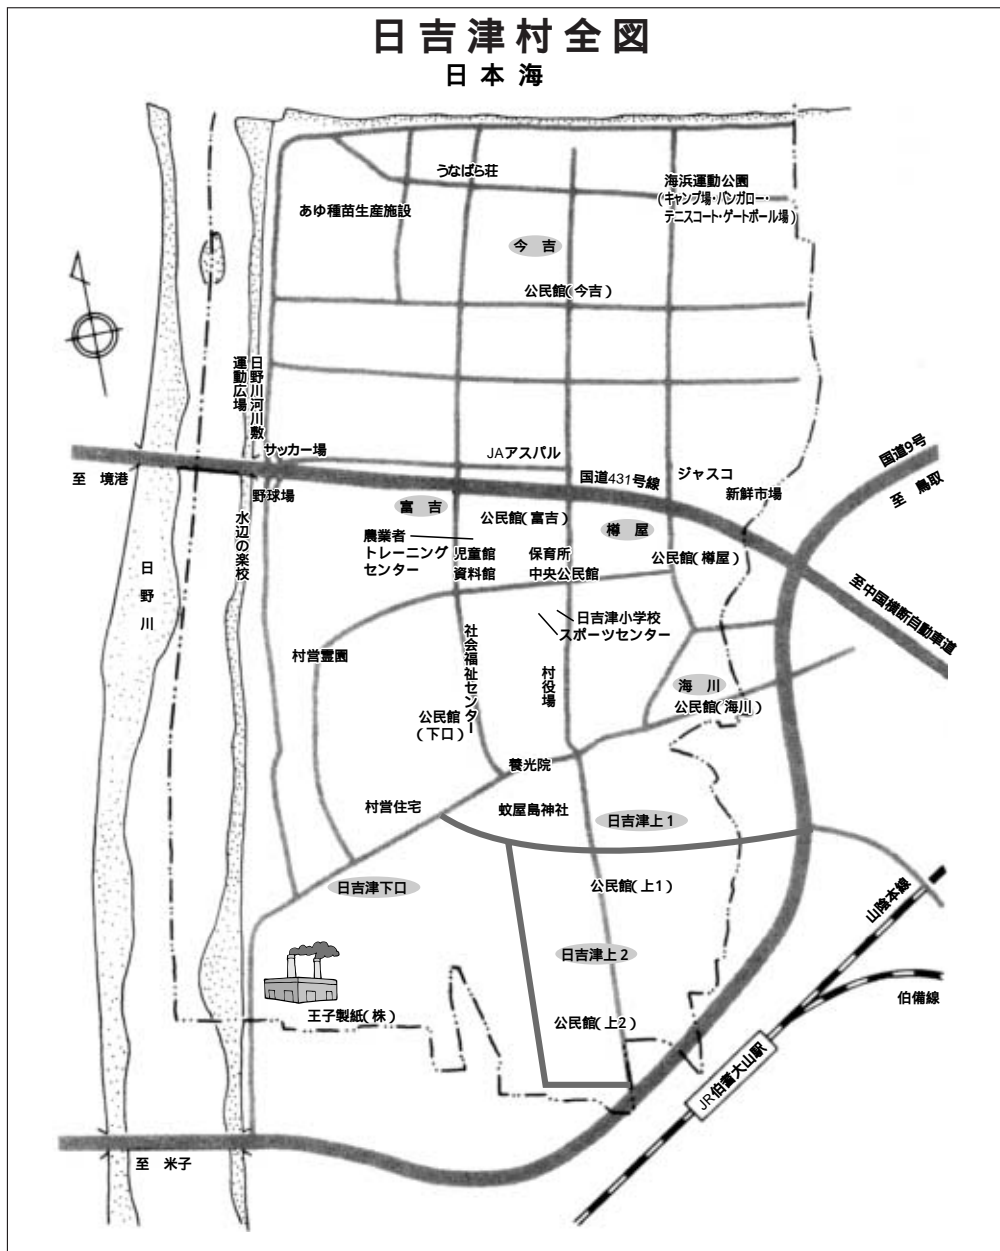 日吉津村全図
日本海
うなばら荘
海浜運動公園
(キャンプ場・バンガロー・
テニスコート・ゲートボール場)
あゆ種苗生産施設
今 吉
公民館(今吉)
日野川河川敷
運動広場
サッカー場
JAアスパル
国道9号
至 境港
国道431号線
ジャスコ
至 鳥取
野球場
新鮮市場
富 吉
公民館(富吉)
樽 屋
水辺の楽校
農業者
トレーニング
センター
児童館
資料館
保育所
中央公民館
公民館(樽屋)
日野川
至中国横断自動車道
日吉津小学校
スポーツセンター
社会福祉センター
村営霊園
村役場
海 川
公民館(海川)
公民館
(下口)
養光院
村営住宅
蚊屋島神社
日吉津上1
日吉津下口
公民館(上1)
山陰本線
日吉津上2
伯備線
王子製紙(株)
公民館(上2)
JR伯耆大山駅
至 米子